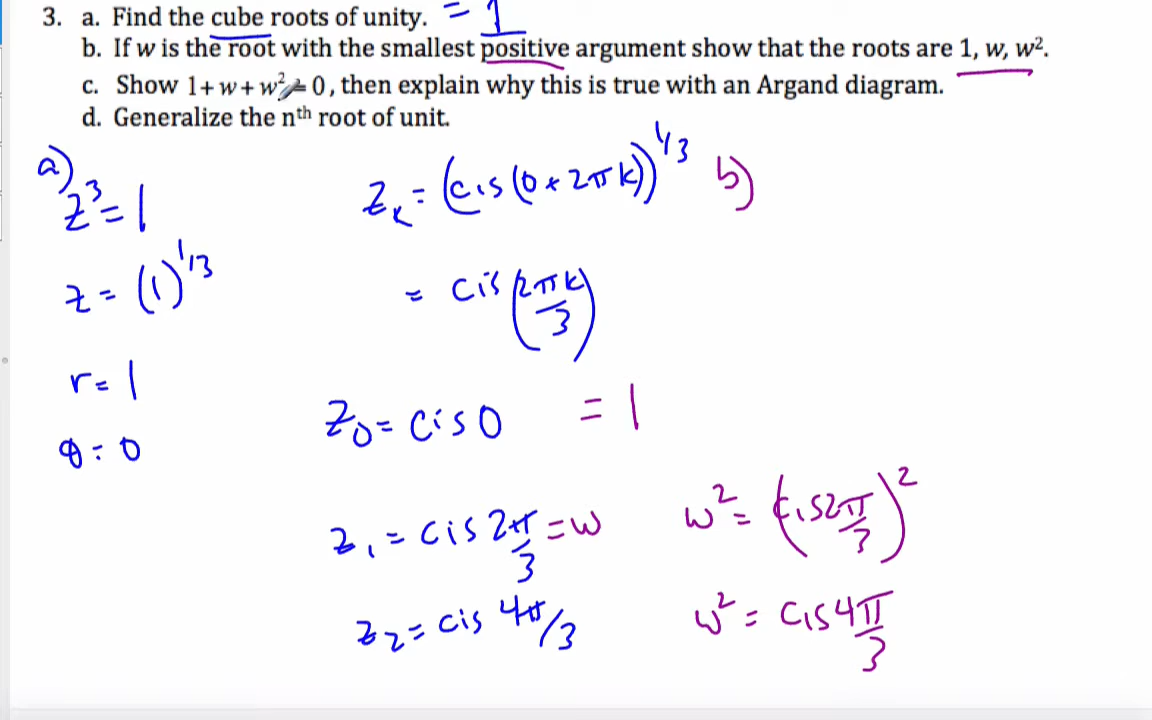 3. a. Find the cube roots of unity. = 1
b. If w is the root with the smallest positive argument show that the roots are 1, w, w².
c. Show 1+w+w²=0, then explain why this is true with an Argand diagram.
d. Generalize the nᵗʰ root of unit.
a)
z³=1
z = (1)^1/3
r = 1
θ = 0
z_k = (cis(0+2πk))^1/3
= cis(2πk/3)
z₀ = cis 0 = 1
z₁ = cis 2π/3 = w
z₂ = cis 4π/3
b)
w² = (cis 2π/3)²
w² = cis 4π/3